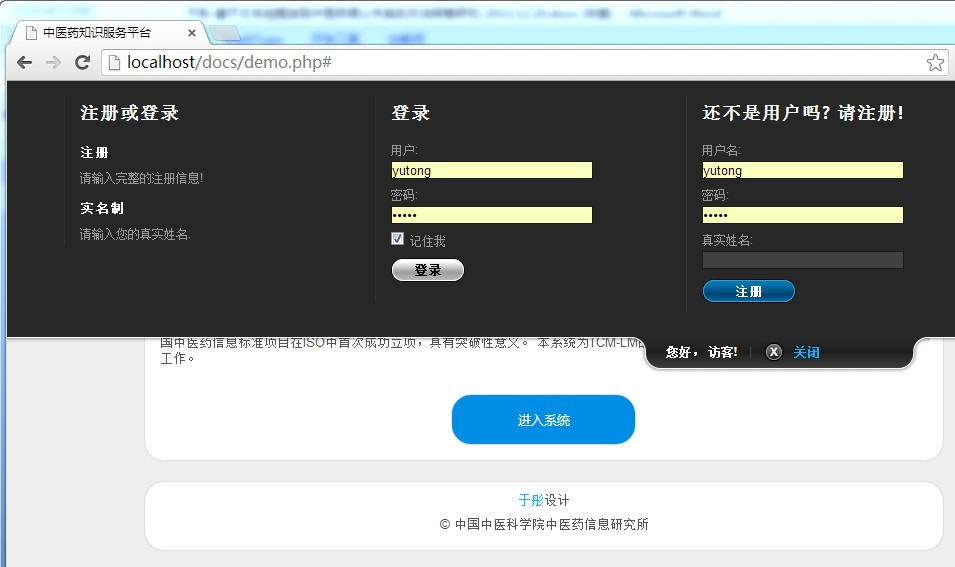 中医药知识服务平台
localhost/docs/demo.php#
注册或登录
注册
请输入完整的注册信息!
实名制
请输入您的真实姓名.
登录
用户:
yutong
密码:
•••••
记住我
登录
还不是用户吗? 请注册!
用户名:
yutong
密码:
•••••
真实姓名:
注册
国中医药信息标准项目在ISO中首次成功立项，具有突破性意义。 本系统为TCM-LM
工作。
您好，访客!
X 关闭
进入系统
于彤设计
© 中国中医科学院中医药信息研究所